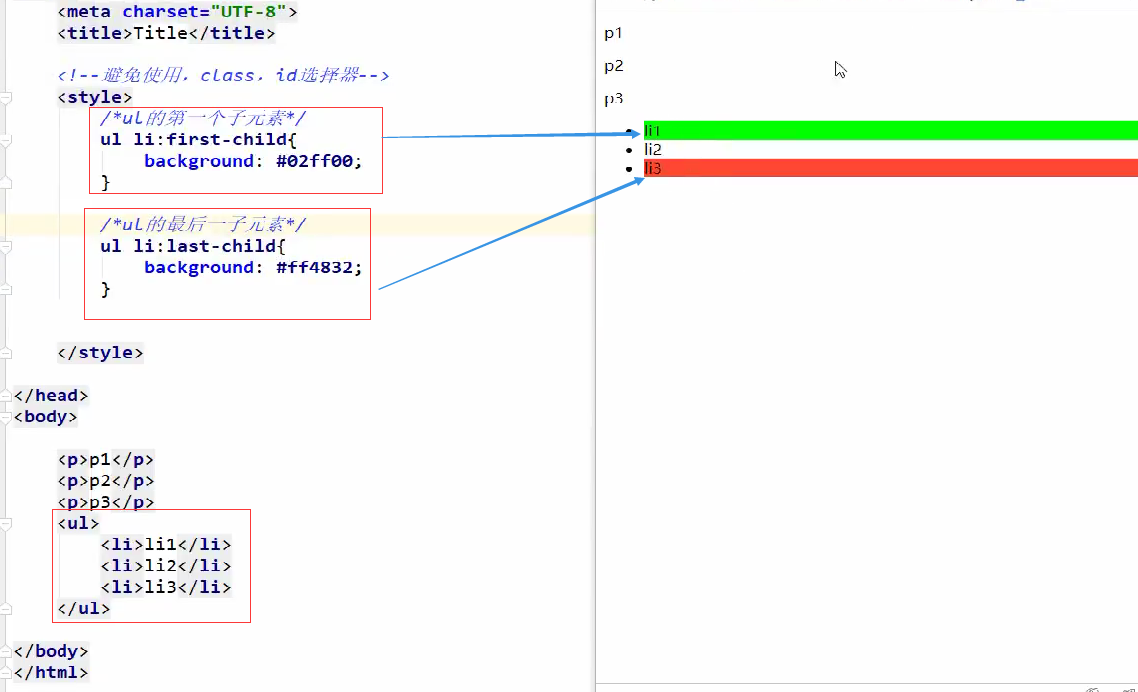 <meta charset="UTF-8">
<title>Title</title>
<!--避免使用，class，id选择器-->
<style>
/*ul的第一个子元素*/
ul li:first-child{
background: #02ff00;
}
/*ul的最后一子元素*/
ul li:last-child{
background: #ff4832;
}
</style>
</head>
<body>
<p>p1</p>
<p>p2</p>
<p>p3</p>
<ul>
<li>li1</li>
<li>li2</li>
<li>li3</li>
</ul>
</body>
</html>
p1
p2
p3
li1
li2
li3